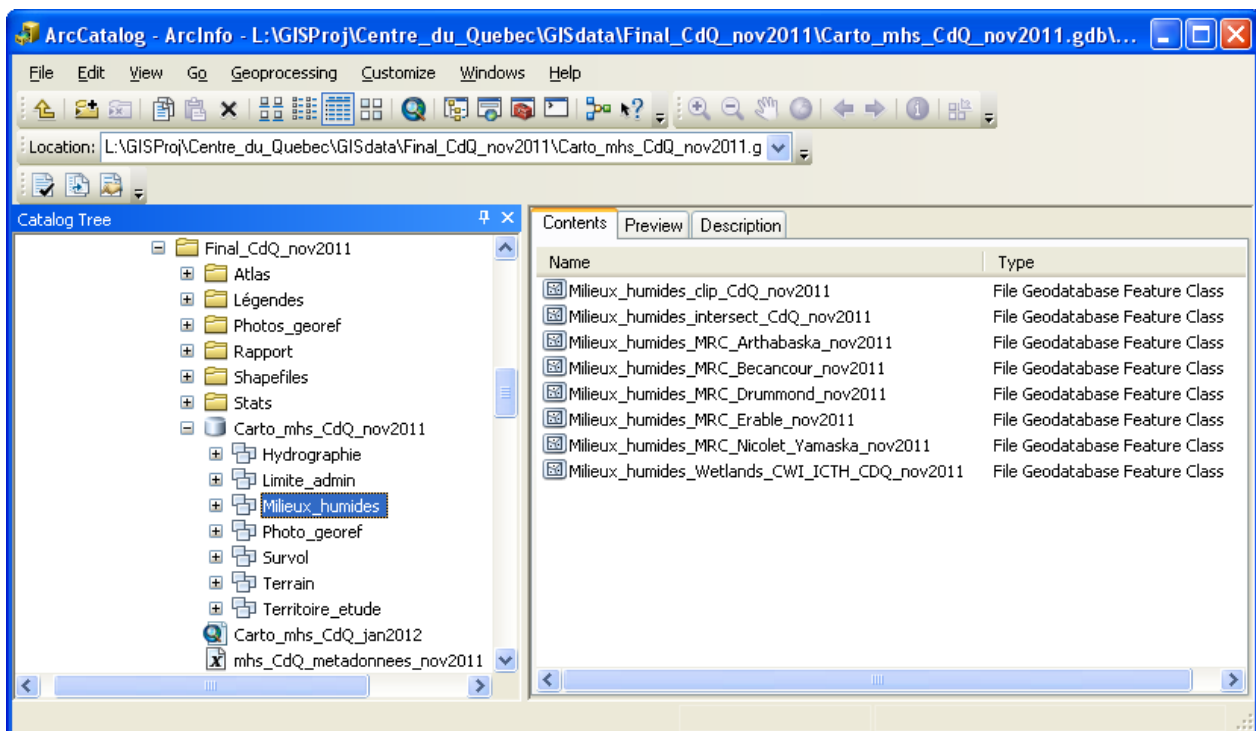 ArcCatalog - ArcInfo - L:\GISProj\Centre_du_Quebec\GISdata\Final_CdQ_nov2011\Carto_mhs_CdQ_nov2011.gdb\...
File Edit View Go Geoprocessing Customize Windows Help
Location: L:\GISProj\Centre_du_Quebec\GISdata\Final_CdQ_nov2011\Carto_mhs_CdQ_nov2011.g
Catalog Tree
Final_CdQ_nov2011
Atlas
Légendes
Photos_georef
Rapport
Shapefiles
Stats
Carto_mhs_CdQ_nov2011
Hydrographie
Limite_admin
Milieux_humides
Photo_georef
Survol
Terrain
Territoire_etude
Carto_mhs_CdQ_jan2012
mhs_CdQ_metadonnees_nov2011
Contents Preview Description
Name Type
Milieux_humides_clip_CdQ_nov2011 File Geodatabase Feature Class
Milieux_humides_intersect_CdQ_nov2011 File Geodatabase Feature Class
Milieux_humides_MRC_Arthabaska_nov2011 File Geodatabase Feature Class
Milieux_humides_MRC_Becancour_nov2011 File Geodatabase Feature Class
Milieux_humides_MRC_Drummond_nov2011 File Geodatabase Feature Class
Milieux_humides_MRC_Erable_nov2011 File Geodatabase Feature Class
Milieux_humides_MRC_Nicolet_Yamaska_nov2011 File Geodatabase Feature Class
Milieux_humides_Wetlands_CWI_ICTH_CDQ_nov2011 File Geodatabase Feature Class